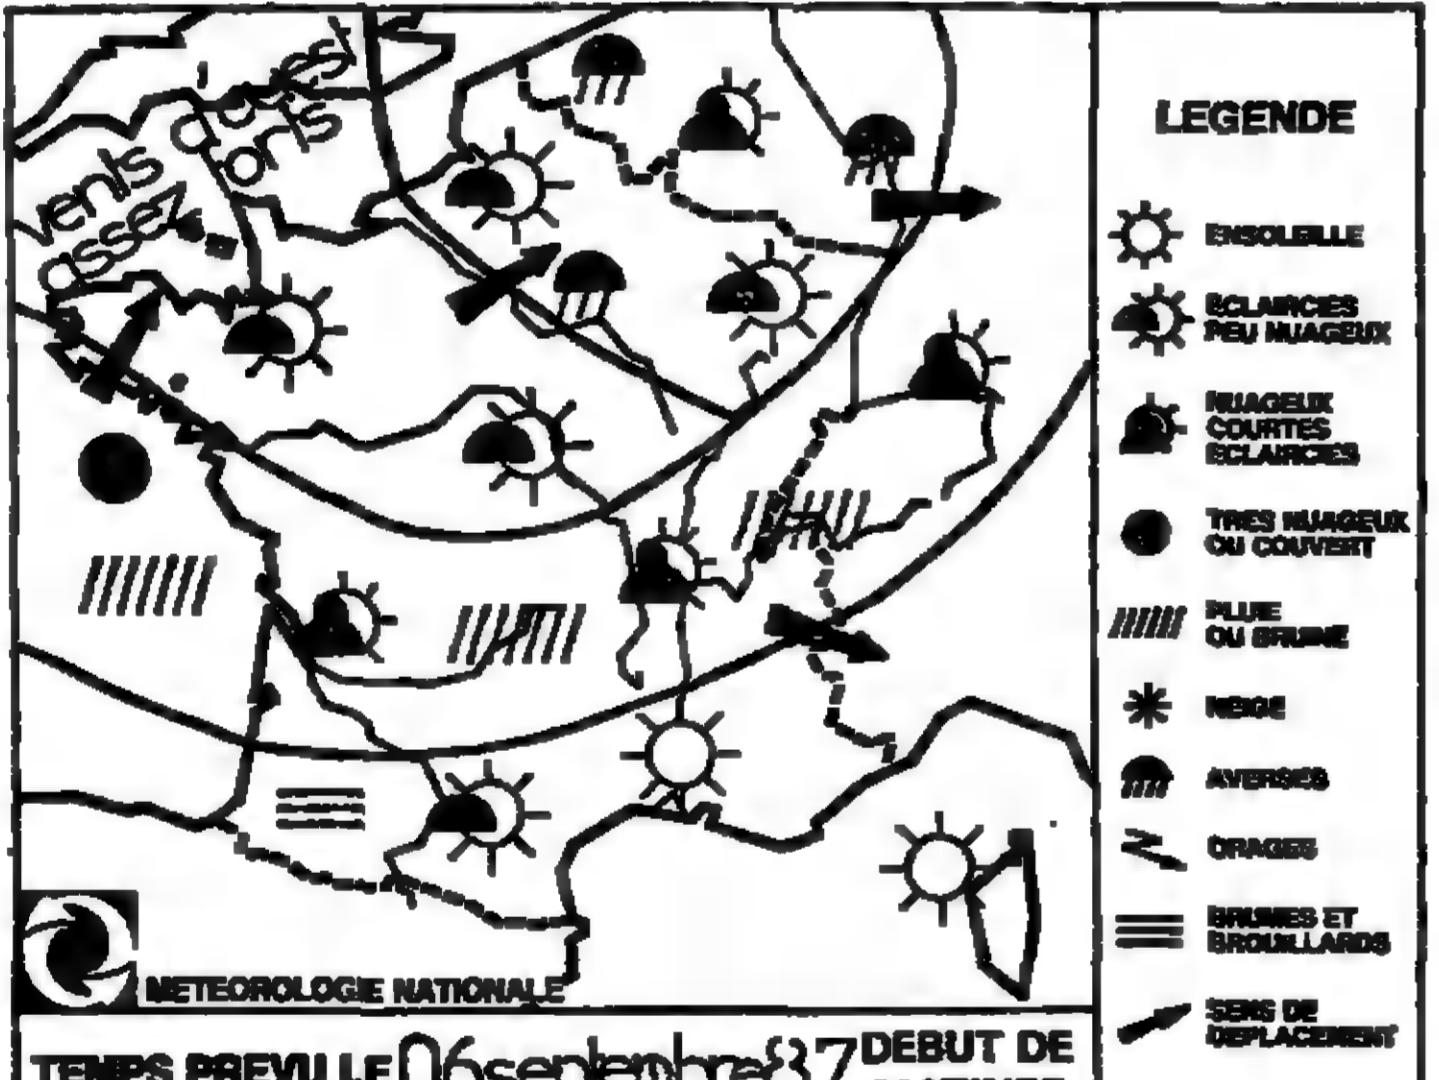 vents d'ouest
assez forts
LEGENDE
ENSOLEILLE
ECLAIRCIES
PEU NUAGEUX
NUAGEUX
COURTES
ECLAIRCIES
TRES NUAGEUX
OU COUVERT
PLUIE
OU BRUINE
NEIGE
AVERSES
ORAGES
BRUMES ET
BROUILLARDS
SENS DE
DEPLACEMENT
METEOROLOGIE NATIONALE
TEMPS PREVU LE 06 septembre 87 DEBUT DE